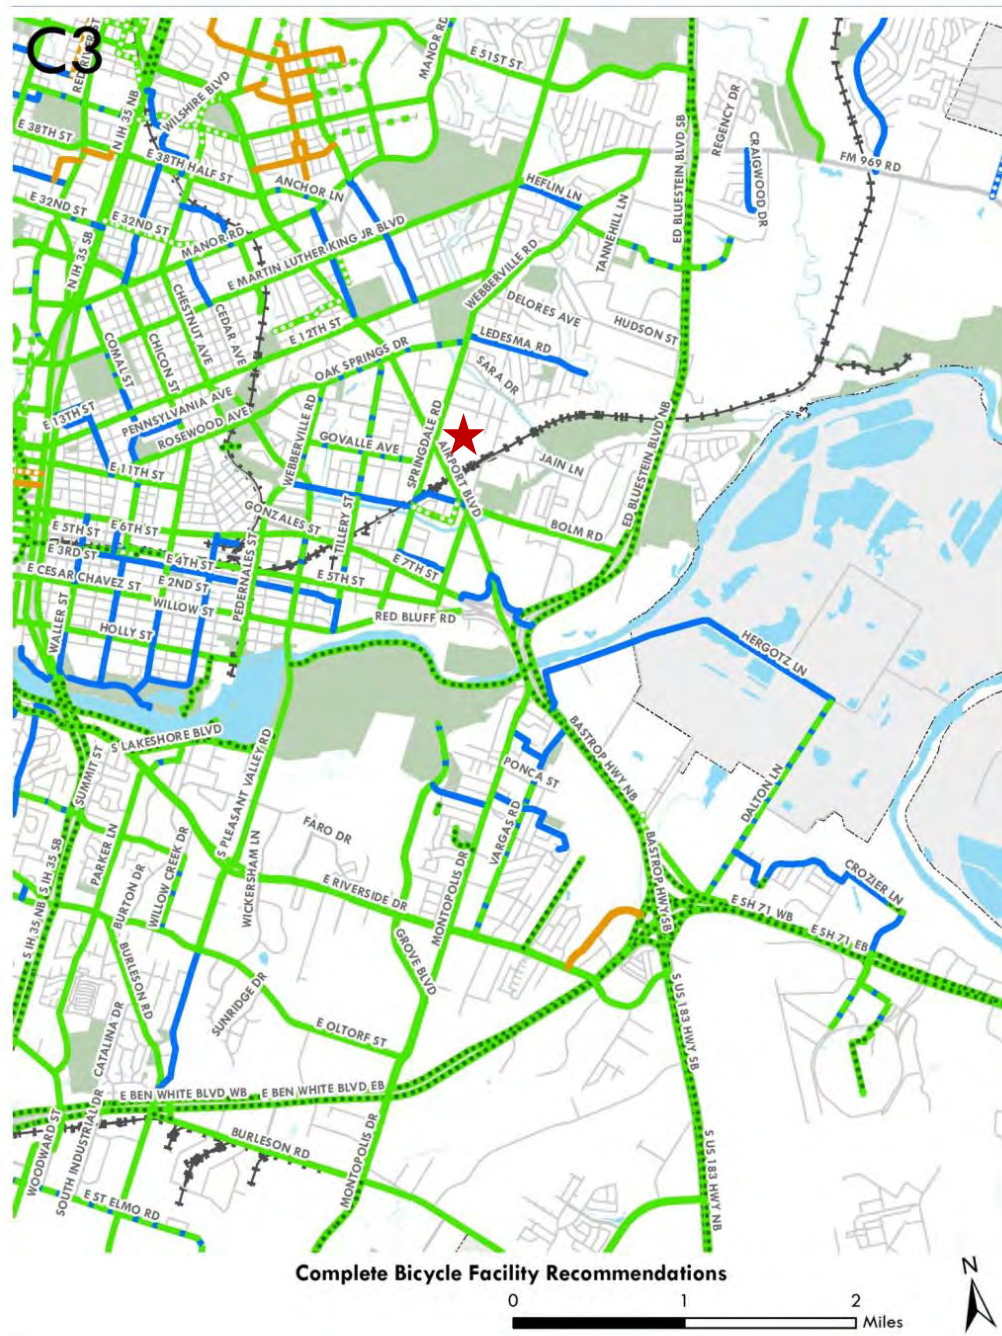 C3
RED RIVER ST
N IH 35 NB
WILSHIRE BLVD
MANOR RD
E 51ST ST
E 38TH ST
E 38TH HALF ST
ANCHOR LN
ED BLUESTEIN BLVD SB
REGENCY DR
CRAIGWOOD DR
FM 969 RD
HEFLIN LN
TANNEHILL LN
E 32ND ST
E 32ND ST
MANOR RD
E MARTIN LUTHER KING JR BLVD
N IH 35 SB
WEBBERVILLE RD
DELORES AVE
HUDSON ST
CHESTNUT AVE
CEDAR AVE
E 12TH ST
COMAL ST
CHICON ST
OAK SPRINGS DR
LEDESMA RD
SARA DR
E 13TH ST
PENNSYLVANIA AVE
ROSEWOOD AVE
WEBBERVILLE RD
GOVALLE AVE
SPRINGDALE RD
AIRPORT BLVD
JAIN LN
ED BLUESTEIN BLVD NB
E 11TH ST
GONZALES ST
TILLERY ST
BOLM RD
E 5TH ST
E 6TH ST
E 3RD ST
E 4TH ST
E 7TH ST
E CESAR CHAVEZ ST
E 2ND ST
E 5TH ST
WILLOW ST
PEDERNALES ST
RED BLUFF RD
WALLER ST
HOLLY ST
HERGOTZ LN
S LAKESHORE BLVD
BASTROP HWY NB
SUMMIT ST
S PLEASANT VALLEY RD
PONCA ST
DALTON LN
FARO DR
VARGAS RD
PARKER LN
BURTON DR
WILLOW CREEK DR
WICKERSHAM LN
E RIVERSIDE DR
MONTOPOLIS DR
BASTROP HWY SB
CROZIER LN
E SH 71 WB
E SH 71 EB
S IH 35 NB
S IH 35 SB
BURLESON RD
GROVE BLVD
SUNRIDGE DR
S US 183 HWY SB
CATALINA DR
E OLTORF ST
E BEN WHITE BLVD WB
E BEN WHITE BLVD EB
WOODWARD ST
SOUTH INDUSTRIAL DR
BURLESON RD
MONTOPOLIS DR
S US 183 HWY NB
E ST ELMO RD
Complete Bicycle Facility Recommendations
0 1 2
Miles
N